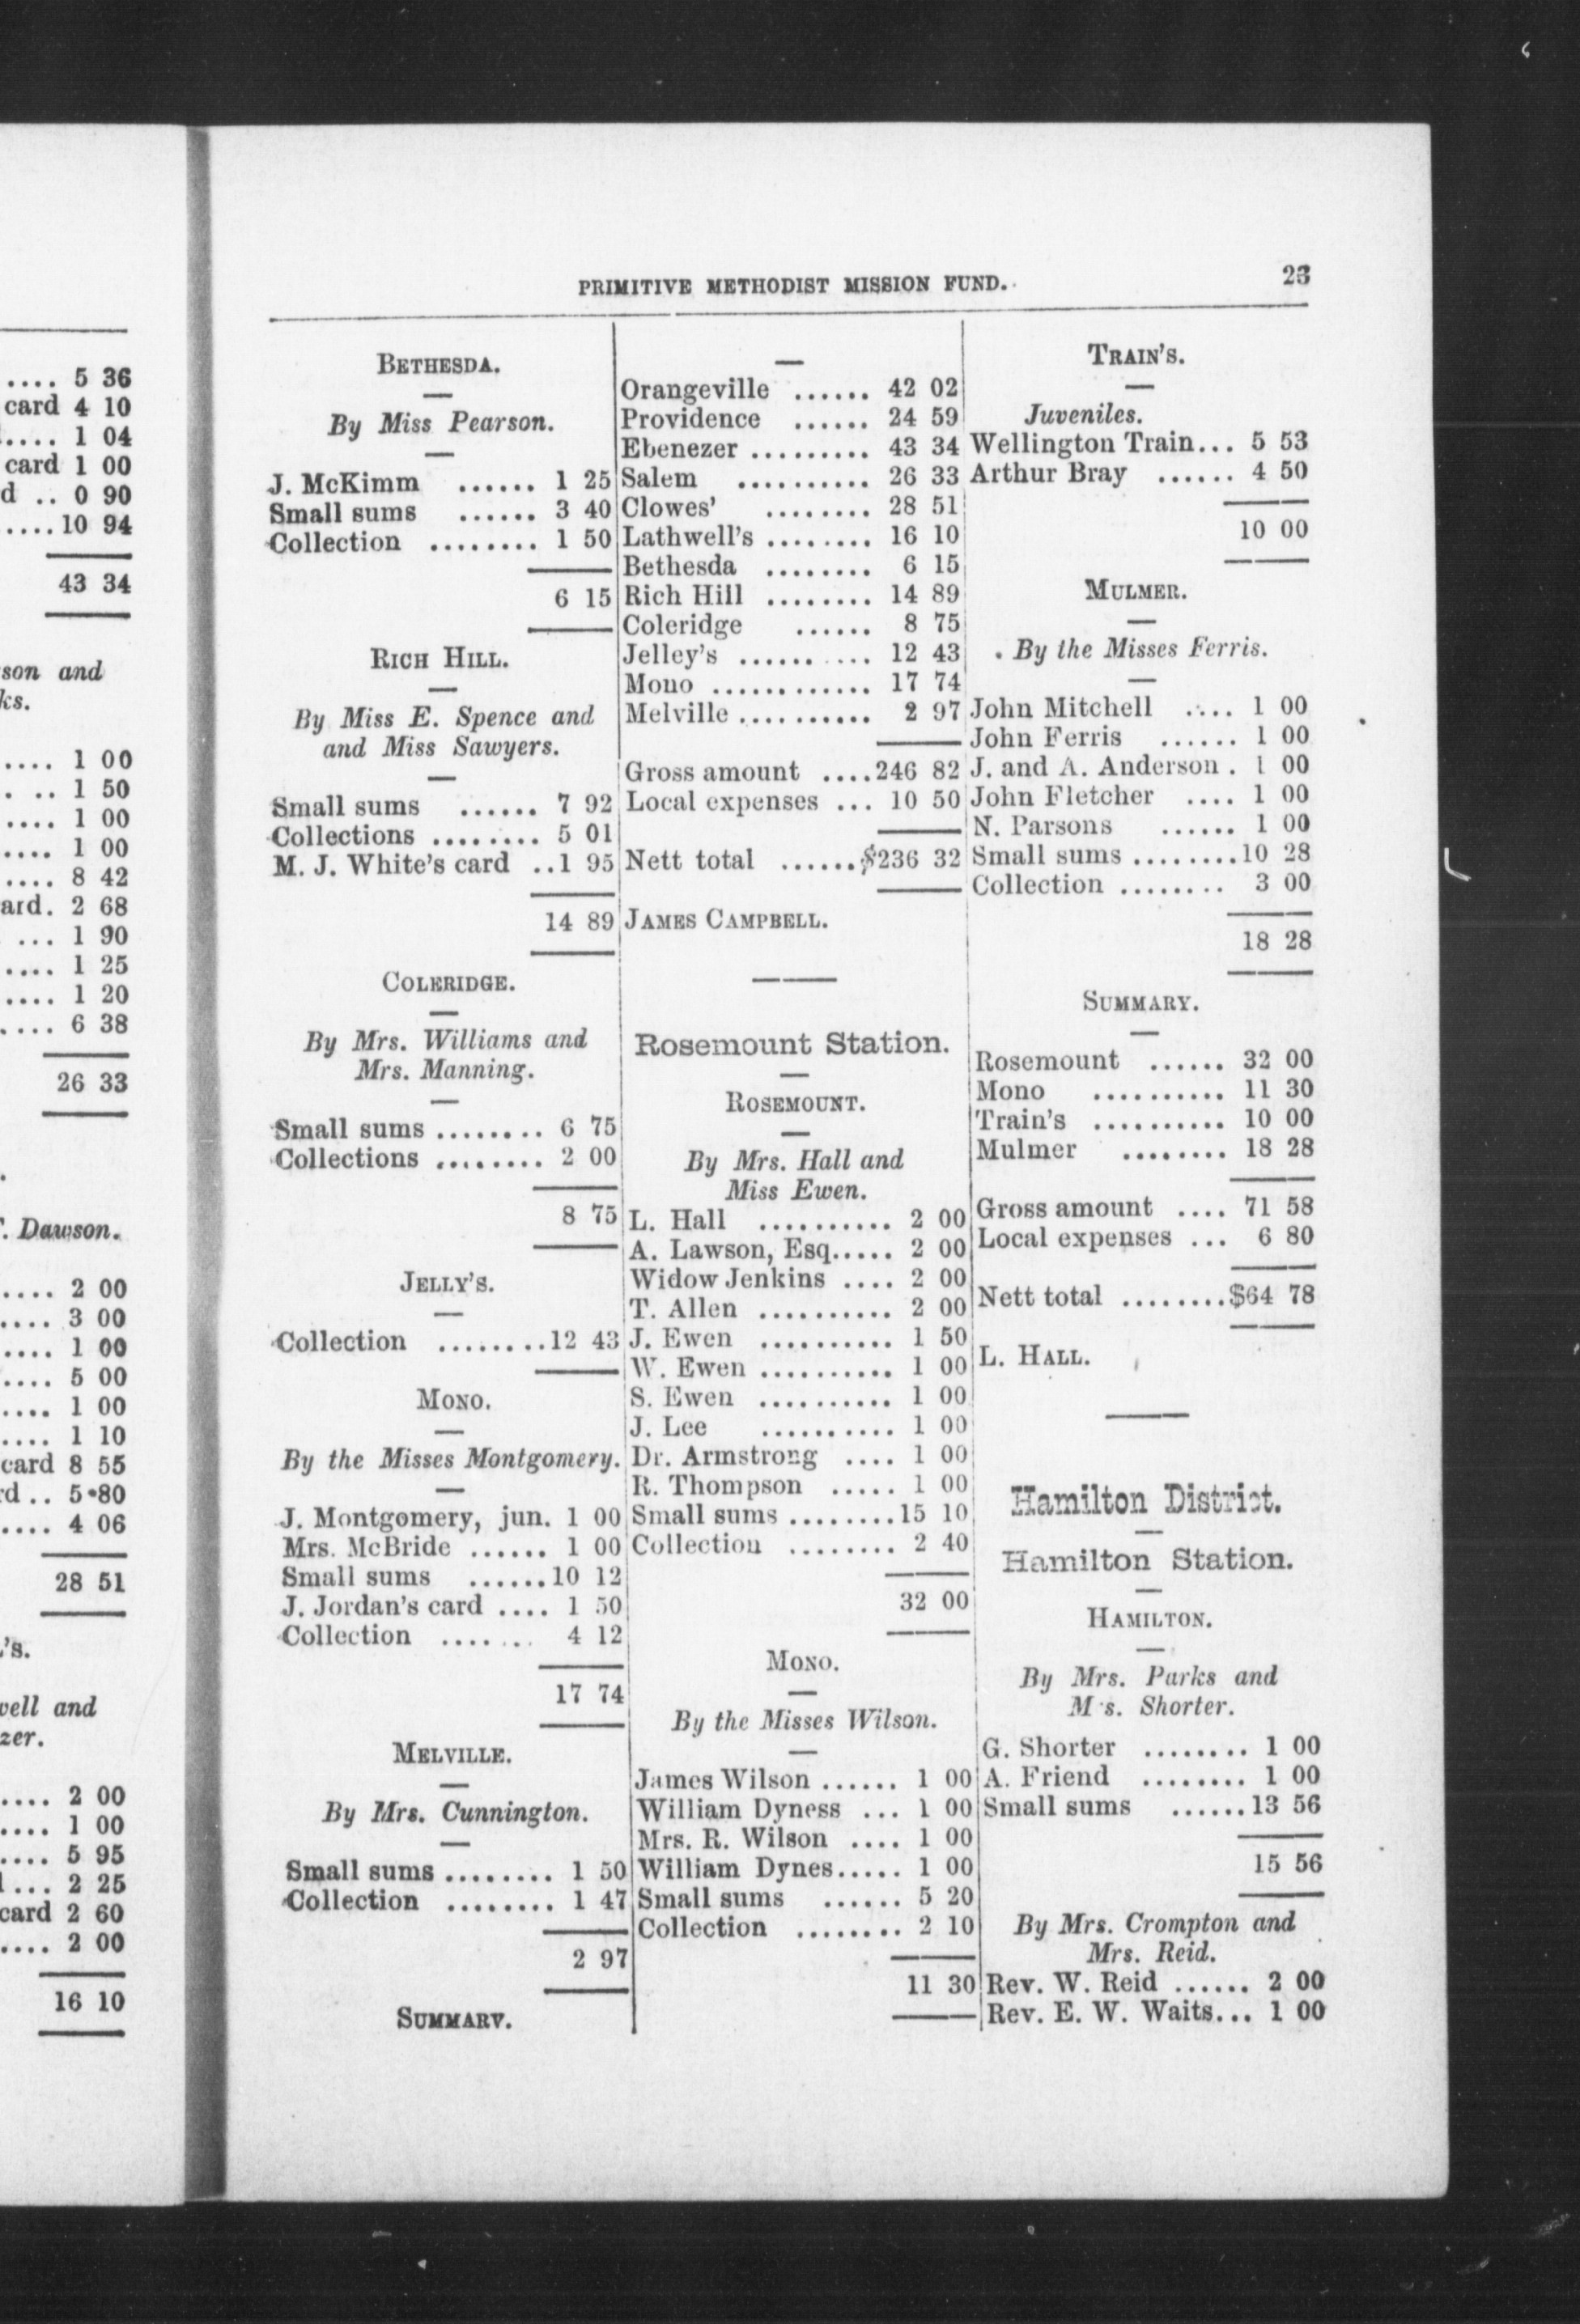 .... 5 36
card 4 10
.... 1 04
card 1 00
d .. 0 90
....10 94
43 34
son and
ks.
.... 1 00
. .. 1 50
.... 1 00
.... 1 00
.... 8 42
ard. 2 68
... 1 90
.... 1 25
.... 1 20
.... 6 38
26 33
. Dawson.
.... 2 00
.... 3 00
.... 1 00
.... 5 00
.... 1 00
.... 1 10
card 8 55
rd.. 5•80
.... 4 06
28 51
's.
vell and
zer.
.... 2 00
.... 1 00
.... 5 95
... 2 25
card 2 60
.... 2 00
16 10
PRIMITIVE METHODIST MISSION FUND. 23
BETHESDA.
By Miss Pearson.
J. McKimm ...... 1 25
Small sums ...... 3 40
Collection ........ 1 50
6 15
RICH HILL.
By Miss E. Spence and
and Miss Sawyers.
Small sums ...... 7 92
Collections ........ 5 01
M. J. White's card ..1 95
14 89
COLERIDGE.
By Mrs. Williams and
Mrs. Manning.
Small sums ........ 6 75
Collections ........ 2 00
8 75
JELLY'S.
Collection ........12 43
MONO.
By the Misses Montgomery.
J. Montgomery, jun. 1 00
Mrs. McBride ...... 1 00
Small sums ......10 12
J. Jordan's card .... 1 50
Collection ....... 4 12
17 74
MELVILLE.
By Mrs. Cunnington.
Small sums ........ 1 50
Collection ........ 1 47
2 97
SUMMARY.
Orangeville ...... 42 02
Providence ...... 24 59
Ebenezer ......... 43 34
Salem .......... 26 33
Clowes' ........ 28 51
Lathwell's ........ 16 10
Bethesda ........ 6 15
Rich Hill ........ 14 89
Coleridge ...... 8 75
Jelley's .......... 12 43
Mono ............ 17 74
Melville .......... 2 97
Gross amount ....246 82
Local expenses ... 10 50
Nett total ......$236 32
JAMES CAMPBELL.
Rosemount Station.
ROSEMOUNT.
By Mrs. Hall and
Miss Ewen.
L. Hall .......... 2 00
A. Lawson, Esq..... 2 00
Widow Jenkins .... 2 00
T. Allen .......... 2 00
J. Ewen .......... 1 50
W. Ewen .......... 1 00
S. Ewen .......... 1 00
J. Lee .......... 1 00
Dr. Armstrong .... 1 00
R. Thompson ..... 1 00
Small sums ........15 10
Collection ........ 2 40
32 00
MONO.
By the Misses Wilson.
James Wilson ...... 1 00
William Dyness ... 1 00
Mrs. R. Wilson .... 1 00
William Dynes..... 1 00
Small sums ...... 5 20
Collection ........ 2 10
11 30
TRAIN'S.
Juveniles.
Wellington Train... 5 53
Arthur Bray ...... 4 50
10 00
MULMER.
By the Misses Ferris.
John Mitchell .... 1 00
John Ferris ...... 1 00
J. and A. Anderson . 1 00
John Fletcher .... 1 00
N. Parsons ...... 1 00
Small sums ........10 28
Collection ........ 3 00
18 28
SUMMARY.
Rosemount ...... 32 00
Mono .......... 11 30
Train's .......... 10 00
Mulmer ........ 18 28
Gross amount .... 71 58
Local expenses ... 6 80
Nett total ........$64 78
L. HALL.
Hamilton District.
Hamilton Station.
HAMILTON.
By Mrs. Parks and
M s. Shorter.
G. Shorter ........ 1 00
A. Friend ........ 1 00
Small sums ......13 56
15 56
By Mrs. Crompton and
Mrs. Reid.
Rev. W. Reid ...... 2 00
Rev. E. W. Waits... 1 00